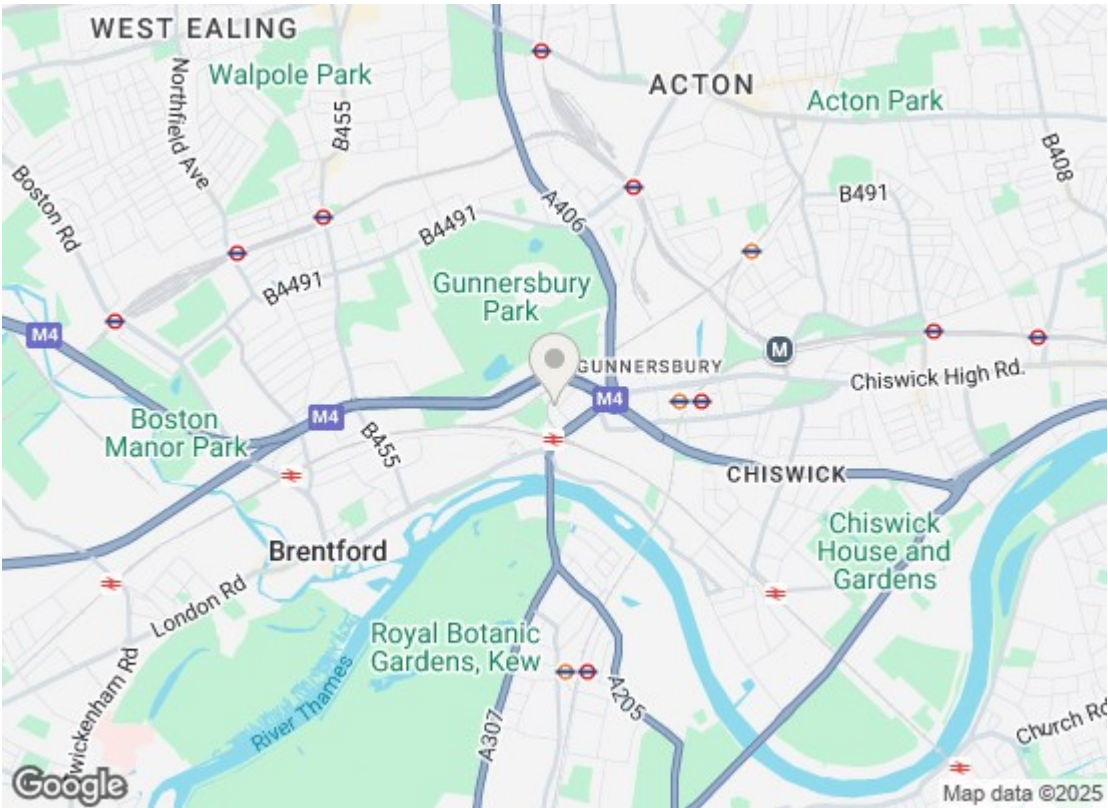 WEST EALING
Walpole Park
ACTON
Acton Park
Northfield Ave
B455
B408
Boston Rd
A406
B491
B4491
B4491
Gunnersbury
Park
M4
M
GUNNERSBURY
Chiswick High Rd.
M4
M4
Boston
Manor Park
B455
CHISWICK
Brentford
Chiswick
House and
Gardens
London Rd
Royal Botanic
Gardens, Kew
River Thames
Twickenham Rd
A307
A205
Church Rd
Google
Map data ©2025